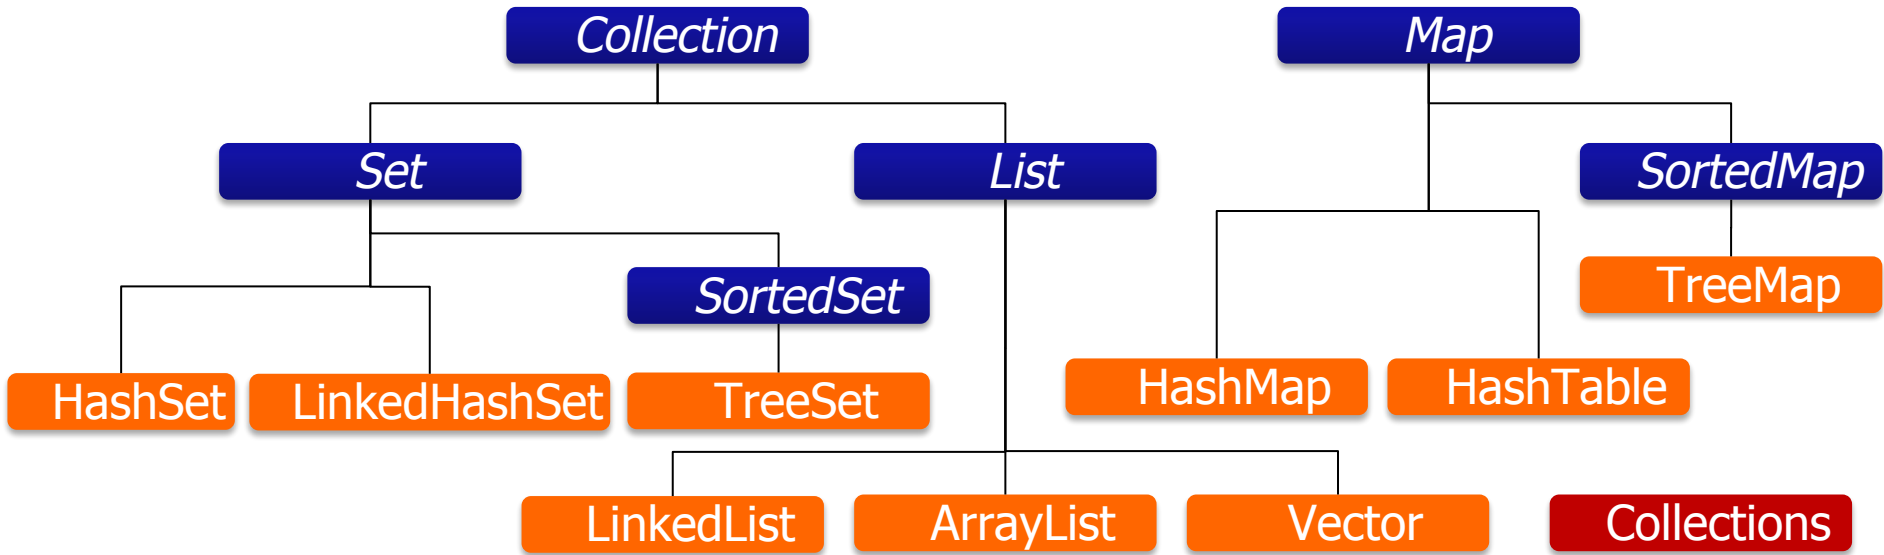 Collection
Map
Set
List
SortedMap
SortedSet
TreeMap
HashSet
LinkedHashSet
TreeSet
HashMap
HashTable
LinkedList
ArrayList
Vector
Collections